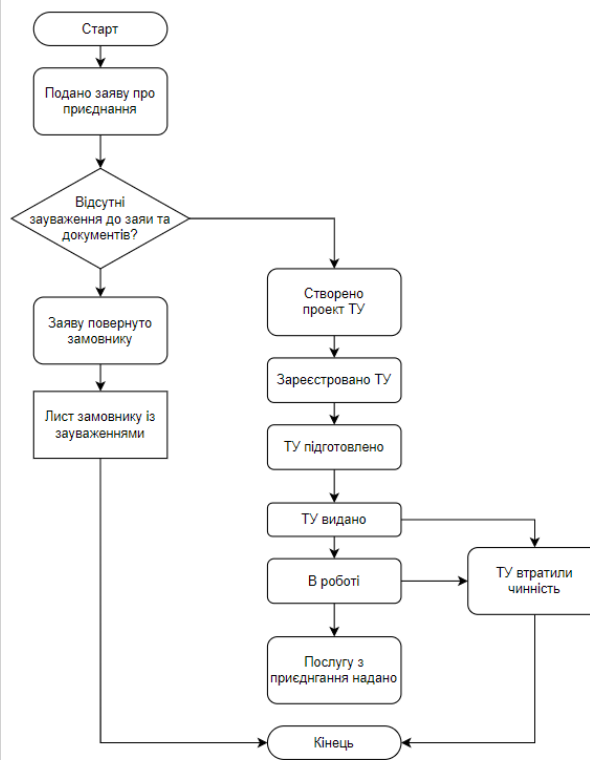 Старт
Подано заяву про
приєднання
Відсутні
зауваження до заяи та
документів?
Створено
проект ТУ
Заяву повернуто
замовнику
Зареєстровано ТУ
Лист замовнику із
зауваженнями
ТУ підготовлено
ТУ видано
В роботі
ТУ втратили
чинність
Послугу з
приєднгання надано
Кінець